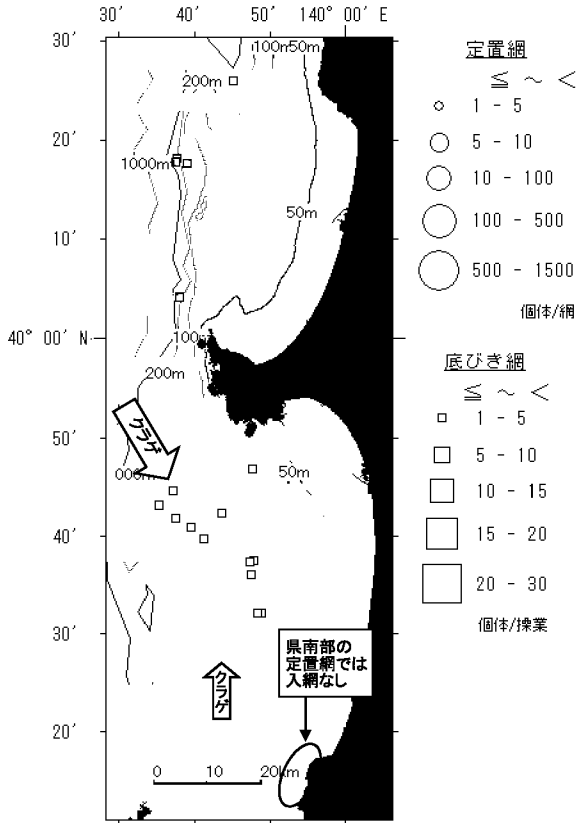 30′ 40′ 50′ 140° 00′ E
30′
20′
10′
40° 00′ N
50′
40′
30′
20′
100m
50m
200m
1000m
50m
100
200m
クラゲ
000m
50m
県南部の
定置網では
入網なし
クラゲ
0 10 20km
定置網
≦ ～ <
1 - 5
5 - 10
10 - 100
100 - 500
500 - 1500
個体/網
底びき網
≦ ～ <
1 - 5
5 - 10
10 - 15
15 - 20
20 - 30
個体/操業